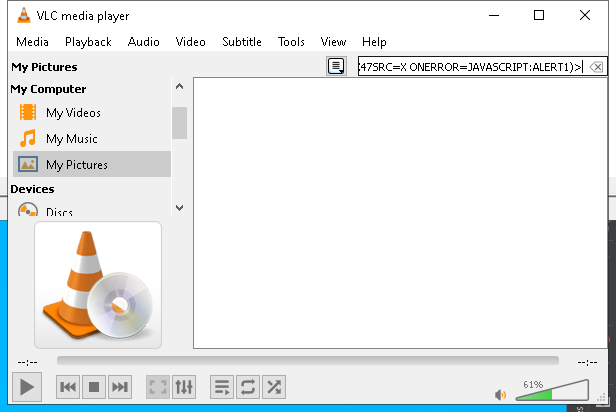 VLC media player
Media Playback Audio Video Subtitle Tools View Help
My Pictures
47SRC=X ONERROR=JAVASCRIPT:ALERT1)>
My Computer
My Videos
My Music
My Pictures
Devices
Discs
--:-- --:--
61%